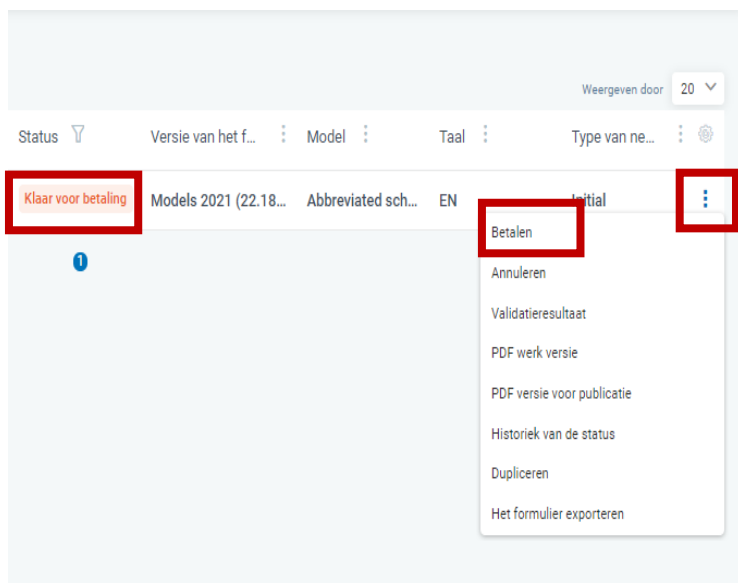 Weergeven door 20
Status Versie van het f... Model Taal Type van ne...
Klaar voor betaling Models 2021 (22.18... Abbreviated sch... EN Initial
1
Betalen
Annuleren
Validatieresultaat
PDF werk versie
PDF versie voor publicatie
Historiek van de status
Dupliceren
Het formulier exporteren